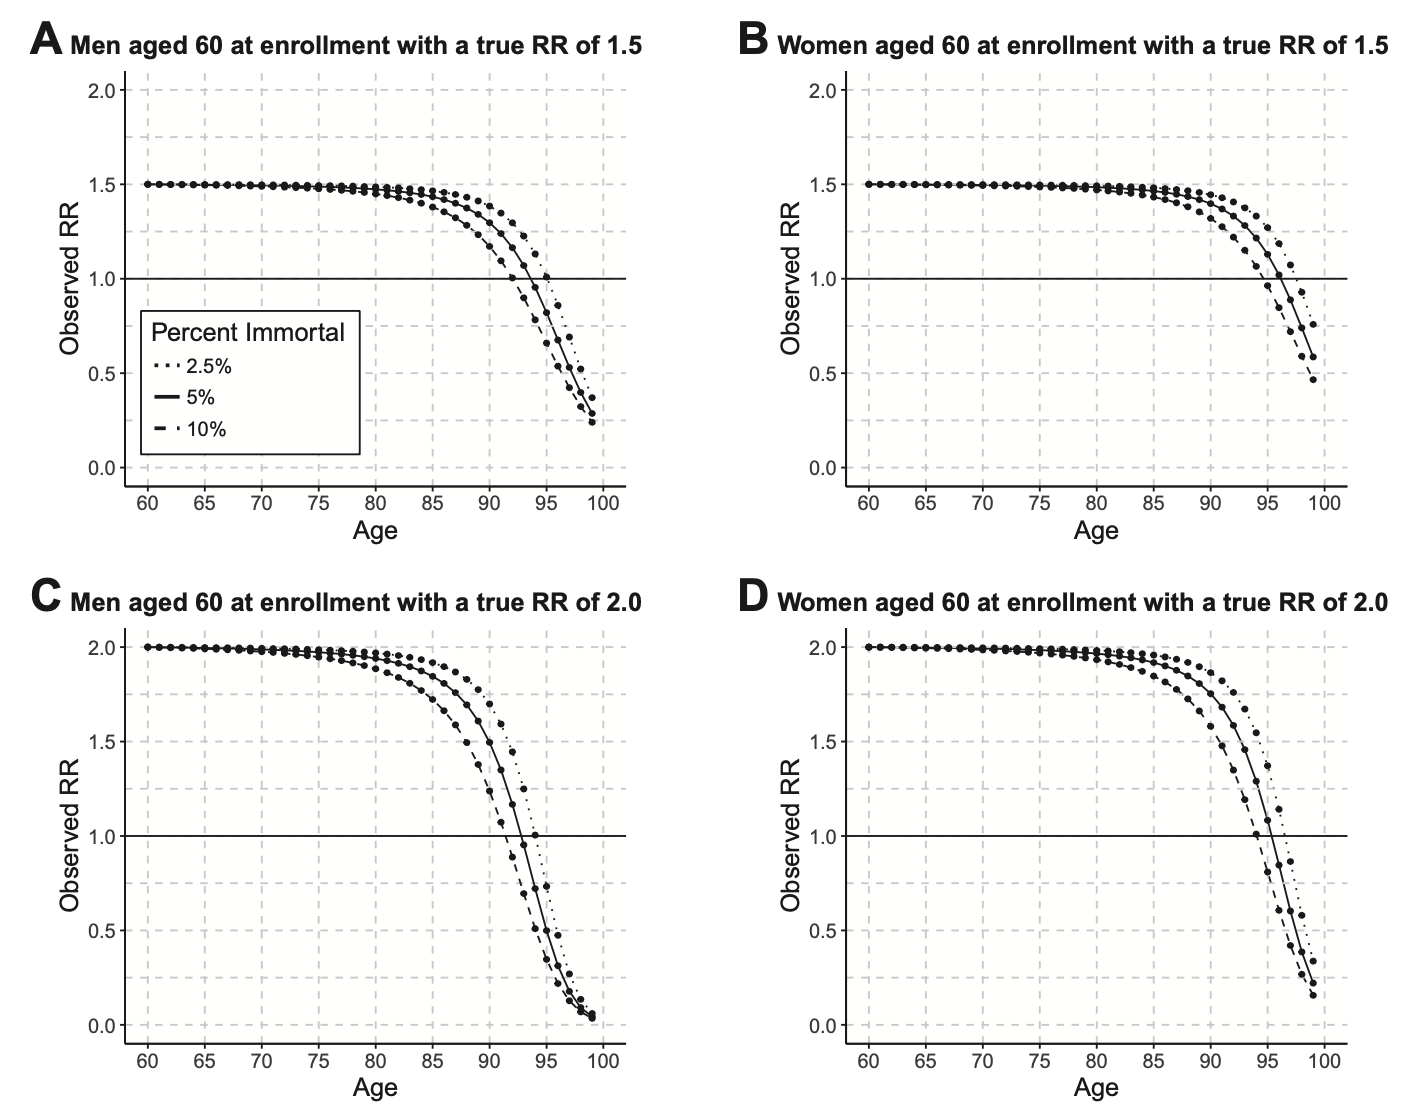 A Men aged 60 at enrollment with a true RR of 1.5
2.0
1.5
1.0
0.5
0.0
Observed RR
Percent Immortal
2.5%
5%
10%
60 65 70 75 80 85 90 95 100
Age
B Women aged 60 at enrollment with a true RR of 1.5
2.0
1.5
1.0
0.5
0.0
Observed RR
60 65 70 75 80 85 90 95 100
Age
C Men aged 60 at enrollment with a true RR of 2.0
2.0
1.5
1.0
0.5
0.0
Observed RR
60 65 70 75 80 85 90 95 100
Age
D Women aged 60 at enrollment with a true RR of 2.0
2.0
1.5
1.0
0.5
0.0
Observed RR
60 65 70 75 80 85 90 95 100
Age